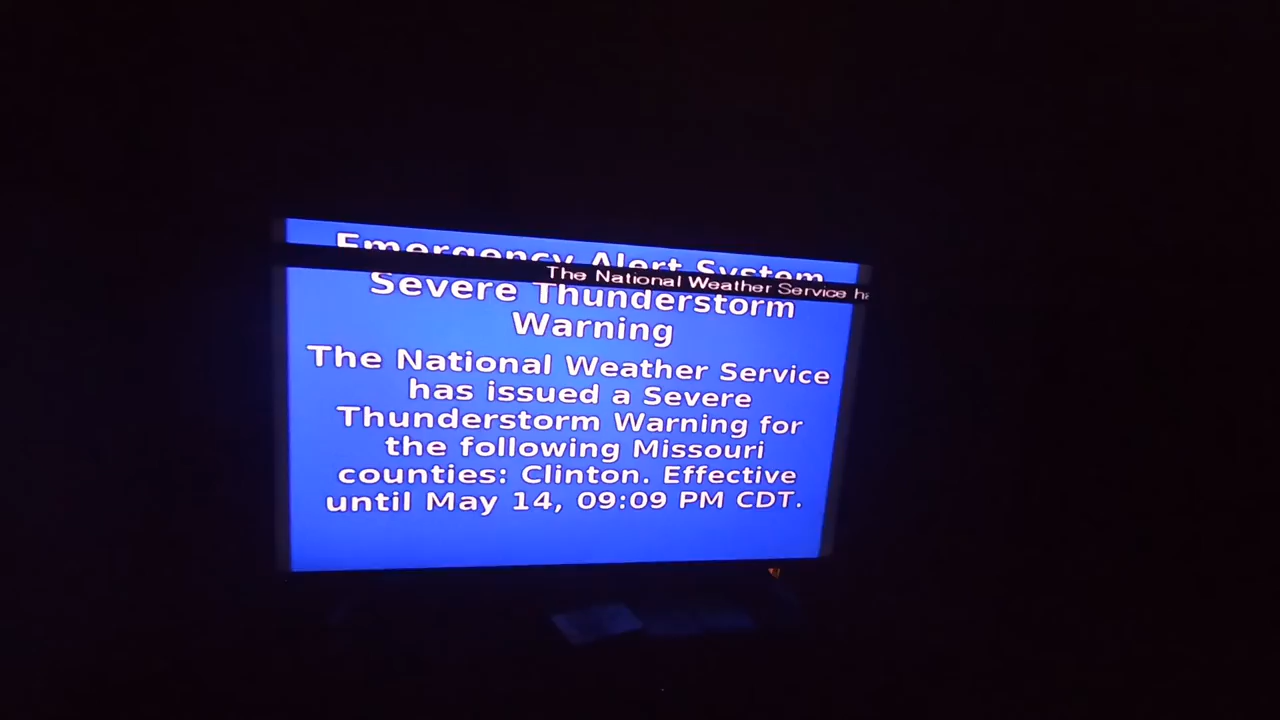 Emergency Alert System
The National Weather Service ha
Severe Thunderstorm
Warning
The National Weather Service
has issued a Severe
Thunderstorm Warning for
the following Missouri
counties: Clinton. Effective
until May 14, 09:09 PM CDT.